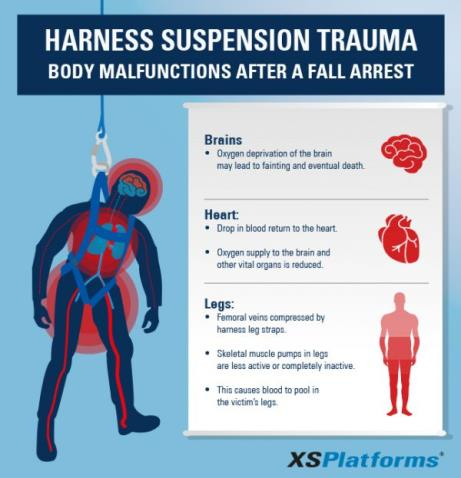 HARNESS SUSPENSION TRAUMA
BODY MALFUNCTIONS AFTER A FALL ARREST
Brains
• Oxygen deprivation of the brain
may lead to fainting and eventual death.
Heart:
• Drop in blood return to the heart.
• Oxygen supply to the brain and
other vital organs is reduced.
Legs:
• Femoral veins compressed by
harness leg straps.
• Skeletal muscle pumps in legs
are less active or completely inactive.
• This causes blood to pool in
the victim's legs.
XSPlatforms®